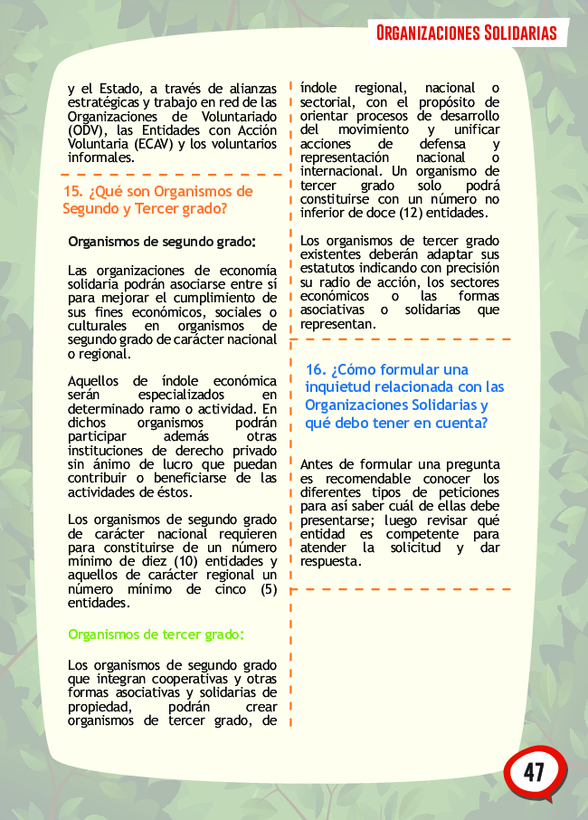 Organizaciones Solidarias
y el Estado, a través de alianzas
estratégicas y trabajo en red de las
Organizaciones de Voluntariado
(ODV), las Entidades con Acción
Voluntaria (ECAV) y los voluntarios
informales.
15. ¿Qué son Organismos de
Segundo y Tercer grado?
Organismos de segundo grado:
Las organizaciones de economía
solidaria podrán asociarse entre sí
para mejorar el cumplimiento de
sus fines económicos, sociales o
culturales en organismos de
segundo grado de carácter nacional
o regional.
Aquellos de índole económica
serán especializados en
determinado ramo o actividad. En
dichos organismos podrán
participar además otras
instituciones de derecho privado
sin ánimo de lucro que puedan
contribuir o beneficiarse de las
actividades de éstos.
Los organismos de segundo grado
de carácter nacional requieren
para constituirse de un número
mínimo de diez (10) entidades y
aquellos de carácter regional un
número mínimo de cinco (5)
entidades.
Organismos de tercer grado:
Los organismos de segundo grado
que integran cooperativas y otras
formas asociativas y solidarias de
propiedad, podrán crear
organismos de tercer grado, de
índole regional, nacional o
sectorial, con el propósito de
orientar procesos de desarrollo
del movimiento y unificar
acciones de defensa y
representación nacional o
internacional. Un organismo de
tercer grado solo podrá
constituirse con un número no
inferior de doce (12) entidades.
Los organismos de tercer grado
existentes deberán adaptar sus
estatutos indicando con precisión
su radio de acción, los sectores
económicos o las formas
asociativas o solidarias que
representan.
16. ¿Cómo formular una
inquietud relacionada con las
Organizaciones Solidarias y
qué debo tener en cuenta?
Antes de formular una pregunta
es recomendable conocer los
diferentes tipos de peticiones
para así saber cuál de ellas debe
presentarse; luego revisar qué
entidad es competente para
atender la solicitud y dar
respuesta.
47